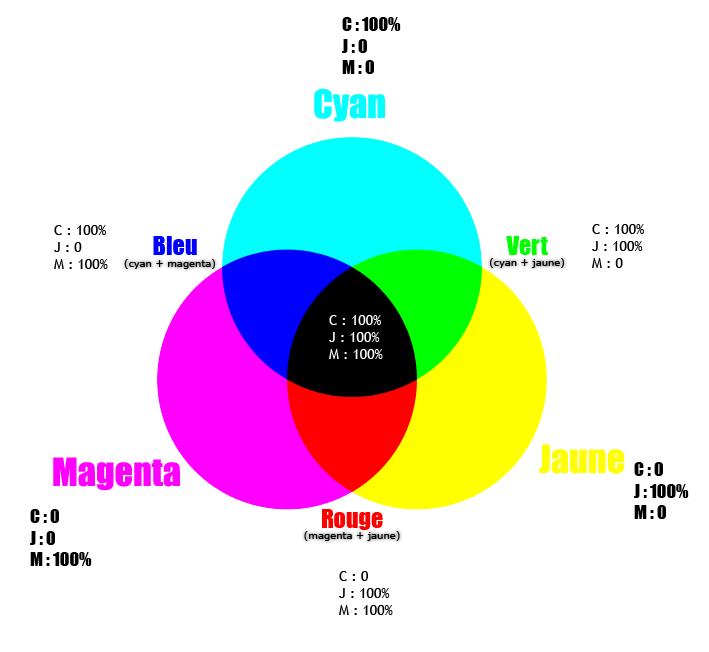 C : 100%
J : 0
M : 0
Cyan
C : 100%
J : 0
M : 100%
Bleu
(cyan + magenta)
Vert
(cyan + jaune)
C : 100%
J : 100%
M : 0
C : 100%
J : 100%
M : 100%
Magenta
C : 0
J : 0
M : 100%
Jaune
C : 0
J : 100%
M : 0
Rouge
(magenta + jaune)
C : 0
J : 100%
M : 100%